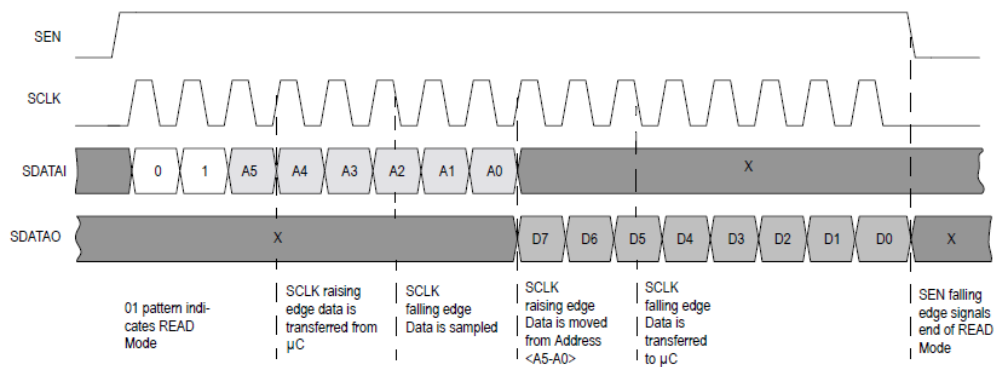 SEN
SCLK
SDATAI 0 1 A5 A4 A3 A2 A1 A0 X
SDATAO X D7 D6 D5 D4 D3 D2 D1 D0 X
01 pattern indi-
cates READ
Mode
SCLK raising
edge data is
transferred from
µC
SCLK
falling edge
Data is sampled
SCLK
raising edge
Data is moved
from Address
<A5-A0>
SCLK
falling edge
Data is
transferred
to µC
SEN falling
edge signals
end of READ
Mode